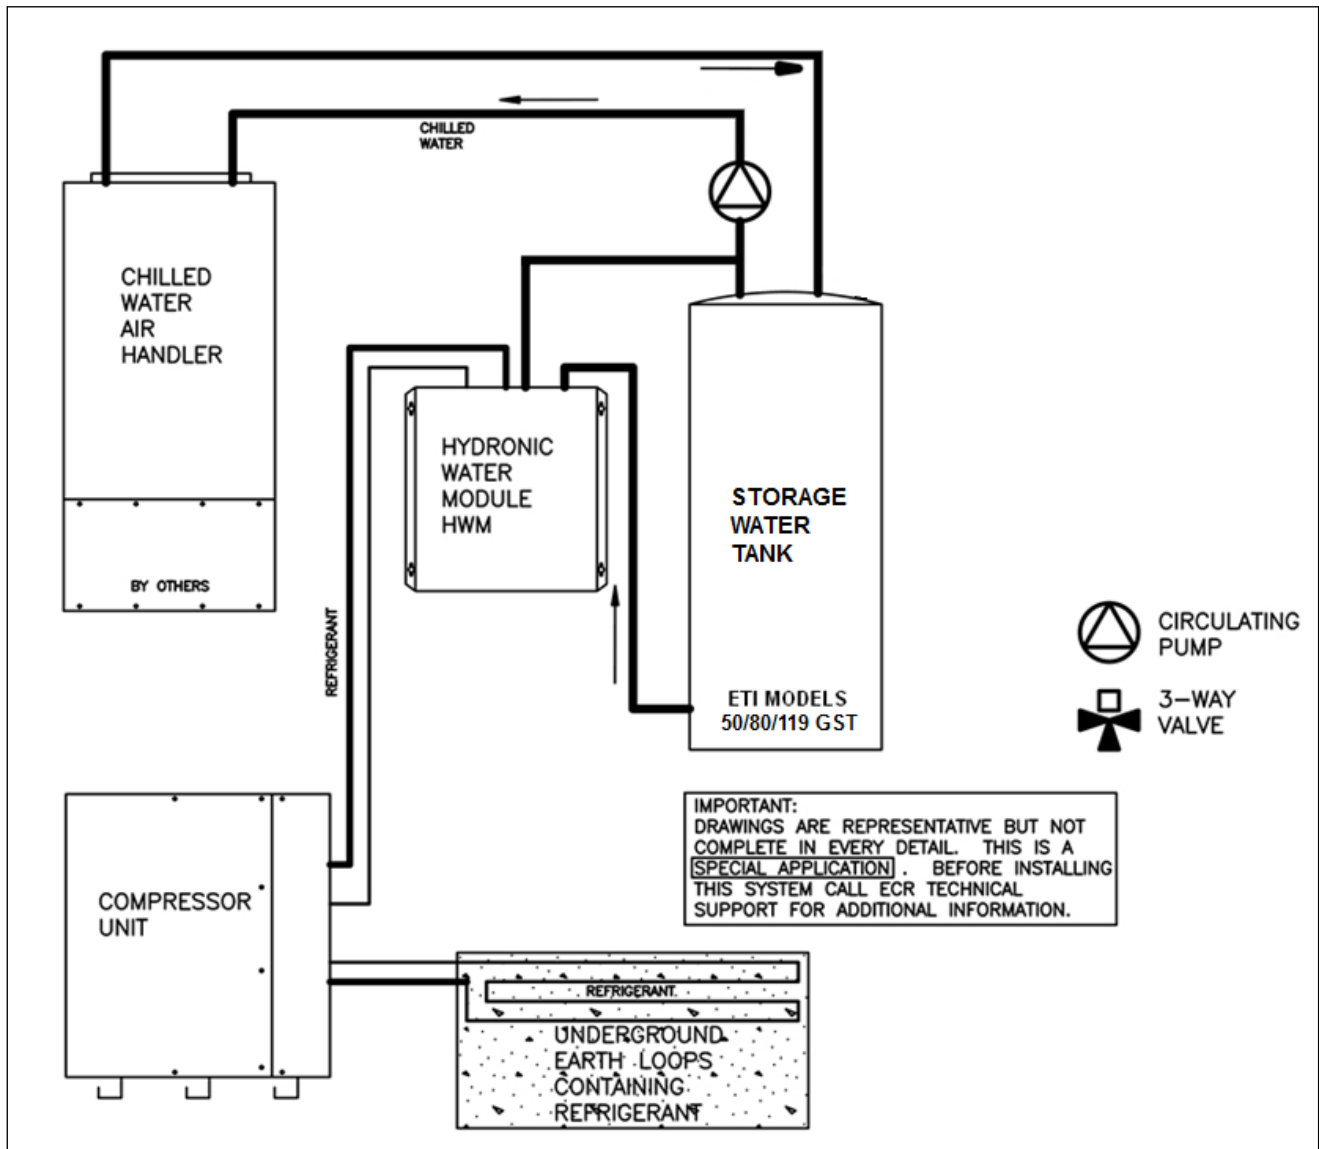 CHILLED
WATER
CHILLED
WATER
AIR
HANDLER
BY OTHERS
HYDRONIC
WATER
MODULE
HWM
STORAGE
WATER
TANK
ETI MODELS
50/80/119 GST
REFRIGERANT
CIRCULATING
PUMP
3-WAY
VALVE
IMPORTANT:
DRAWINGS ARE REPRESENTATIVE BUT NOT
COMPLETE IN EVERY DETAIL. THIS IS A
SPECIAL APPLICATION . BEFORE INSTALLING
THIS SYSTEM CALL ECR TECHNICAL
SUPPORT FOR ADDITIONAL INFORMATION.
COMPRESSOR
UNIT
REFRIGERANT
UNDERGROUND
EARTH LOOPS
CONTAINING
REFRIGERANT